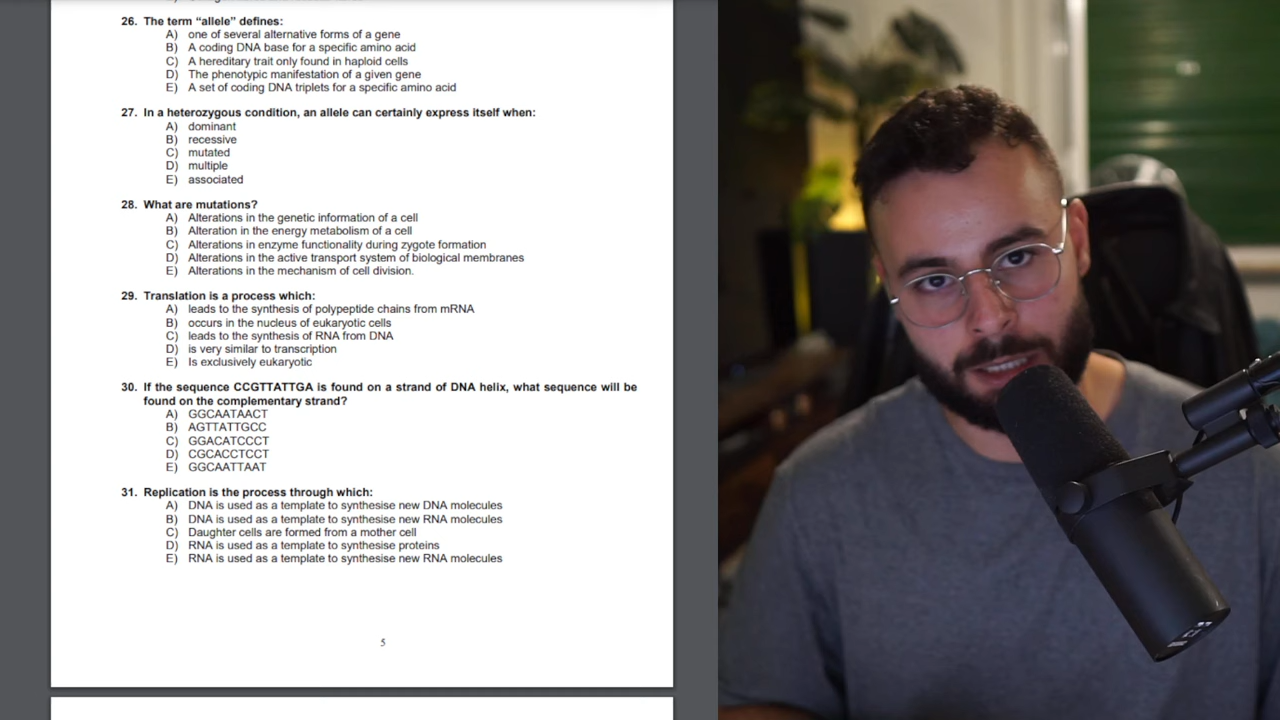 26. The term “allele” defines:
A) one of several alternative forms of a gene
B) A coding DNA base for a specific amino acid
C) A hereditary trait only found in haploid cells
D) The phenotypic manifestation of a given gene
E) A set of coding DNA triplets for a specific amino acid
27. In a heterozygous condition, an allele can certainly express itself when:
A) dominant
B) recessive
C) mutated
D) multiple
E) associated
28. What are mutations?
A) Alterations in the genetic information of a cell
B) Alteration in the energy metabolism of a cell
C) Alterations in enzyme functionality during zygote formation
D) Alterations in the active transport system of biological membranes
E) Alterations in the mechanism of cell division.
29. Translation is a process which:
A) leads to the synthesis of polypeptide chains from mRNA
B) occurs in the nucleus of eukaryotic cells
C) leads to the synthesis of RNA from DNA
D) is very similar to transcription
E) Is exclusively eukaryotic
30. If the sequence CCGTTATTGA is found on a strand of DNA helix, what sequence will be
found on the complementary strand?
A) GGCAATAACT
B) AGTTATTGCC
C) GGACATCCCT
D) CGCACCTCCT
E) GGCAATTAAT
31. Replication is the process through which:
A) DNA is used as a template to synthesise new DNA molecules
B) DNA is used as a template to synthesise new RNA molecules
C) Daughter cells are formed from a mother cell
D) RNA is used as a template to synthesise proteins
E) RNA is used as a template to synthesise new RNA molecules
5